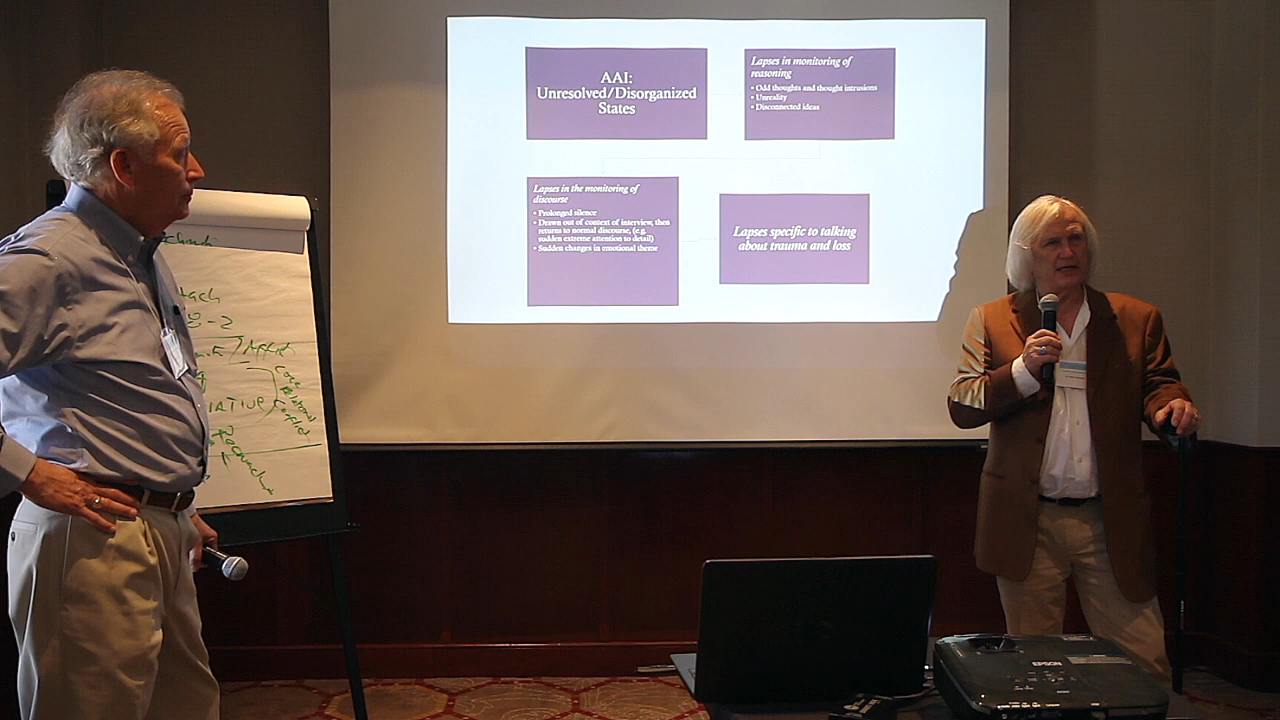 AAI:
Unresolved/Disorganized
States
Lapses in monitoring of
reasoning
• Odd thoughts and thought intrusions
• Unreality
• Disconnected ideas
Lapses in the monitoring of
discourse
• Prolonged silence
• Drawn out of context of interview, then
returns to normal discourse, (e.g.
sudden extreme attention to detail)
• Sudden changes in emotional theme
Lapses specific to talking
about trauma and loss
Core
Conflict
EPSON